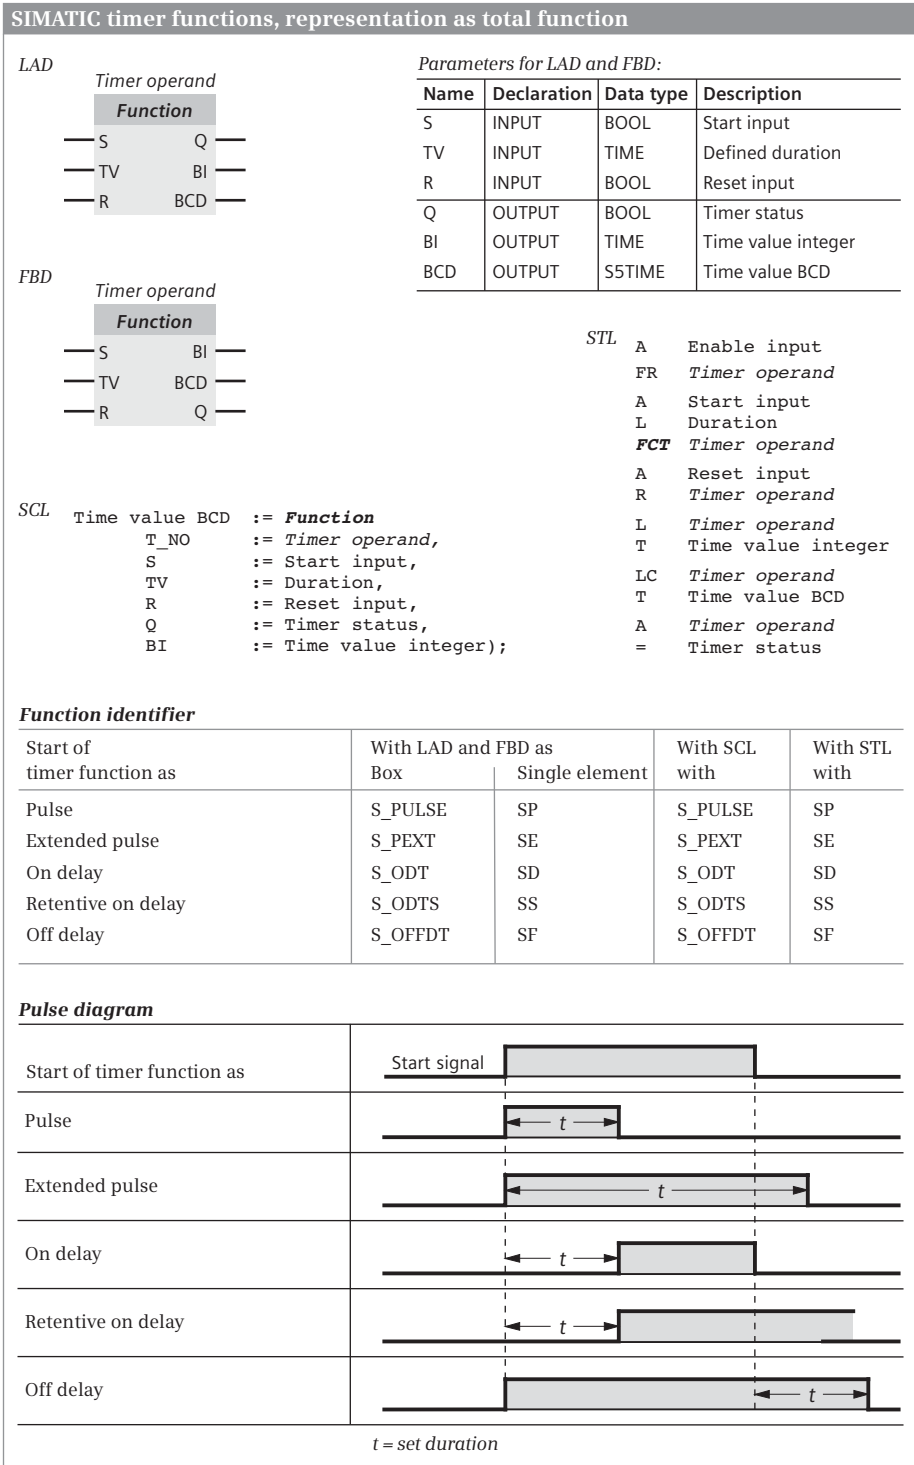 SIMATIC timer functions, representation as total function
LAD
Timer operand
Function
S Q
TV BI
R BCD
Parameters for LAD and FBD:
Name Declaration Data type Description
S INPUT BOOL Start input
TV INPUT TIME Defined duration
R INPUT BOOL Reset input
Q OUTPUT BOOL Timer status
BI OUTPUT TIME Time value integer
BCD OUTPUT S5TIME Time value BCD
FBD
Timer operand
Function
S BI
TV BCD
R Q
STL
A Enable input
FR Timer operand
A Start input
L Duration
FCT Timer operand
A Reset input
R Timer operand
L Timer operand
T Time value integer
LC Timer operand
T Time value BCD
A Timer operand
= Timer status
SCL
Time value BCD := Function
T_NO := Timer operand,
S := Start input,
TV := Duration,
R := Reset input,
Q := Timer status,
BI := Time value integer);
Function identifier
Start of With LAD and FBD as With SCL With STL
timer function as Box Single element with with
Pulse S_PULSE SP S_PULSE SP
Extended pulse S_PEXT SE S_PEXT SE
On delay S_ODT SD S_ODT SD
Retentive on delay S_ODTS SS S_ODTS SS
Off delay S_OFFDT SF S_OFFDT SF
Pulse diagram
Start of timer function as Start signal
Pulse t
Extended pulse t
On delay t
Retentive on delay t
Off delay t
t = set duration